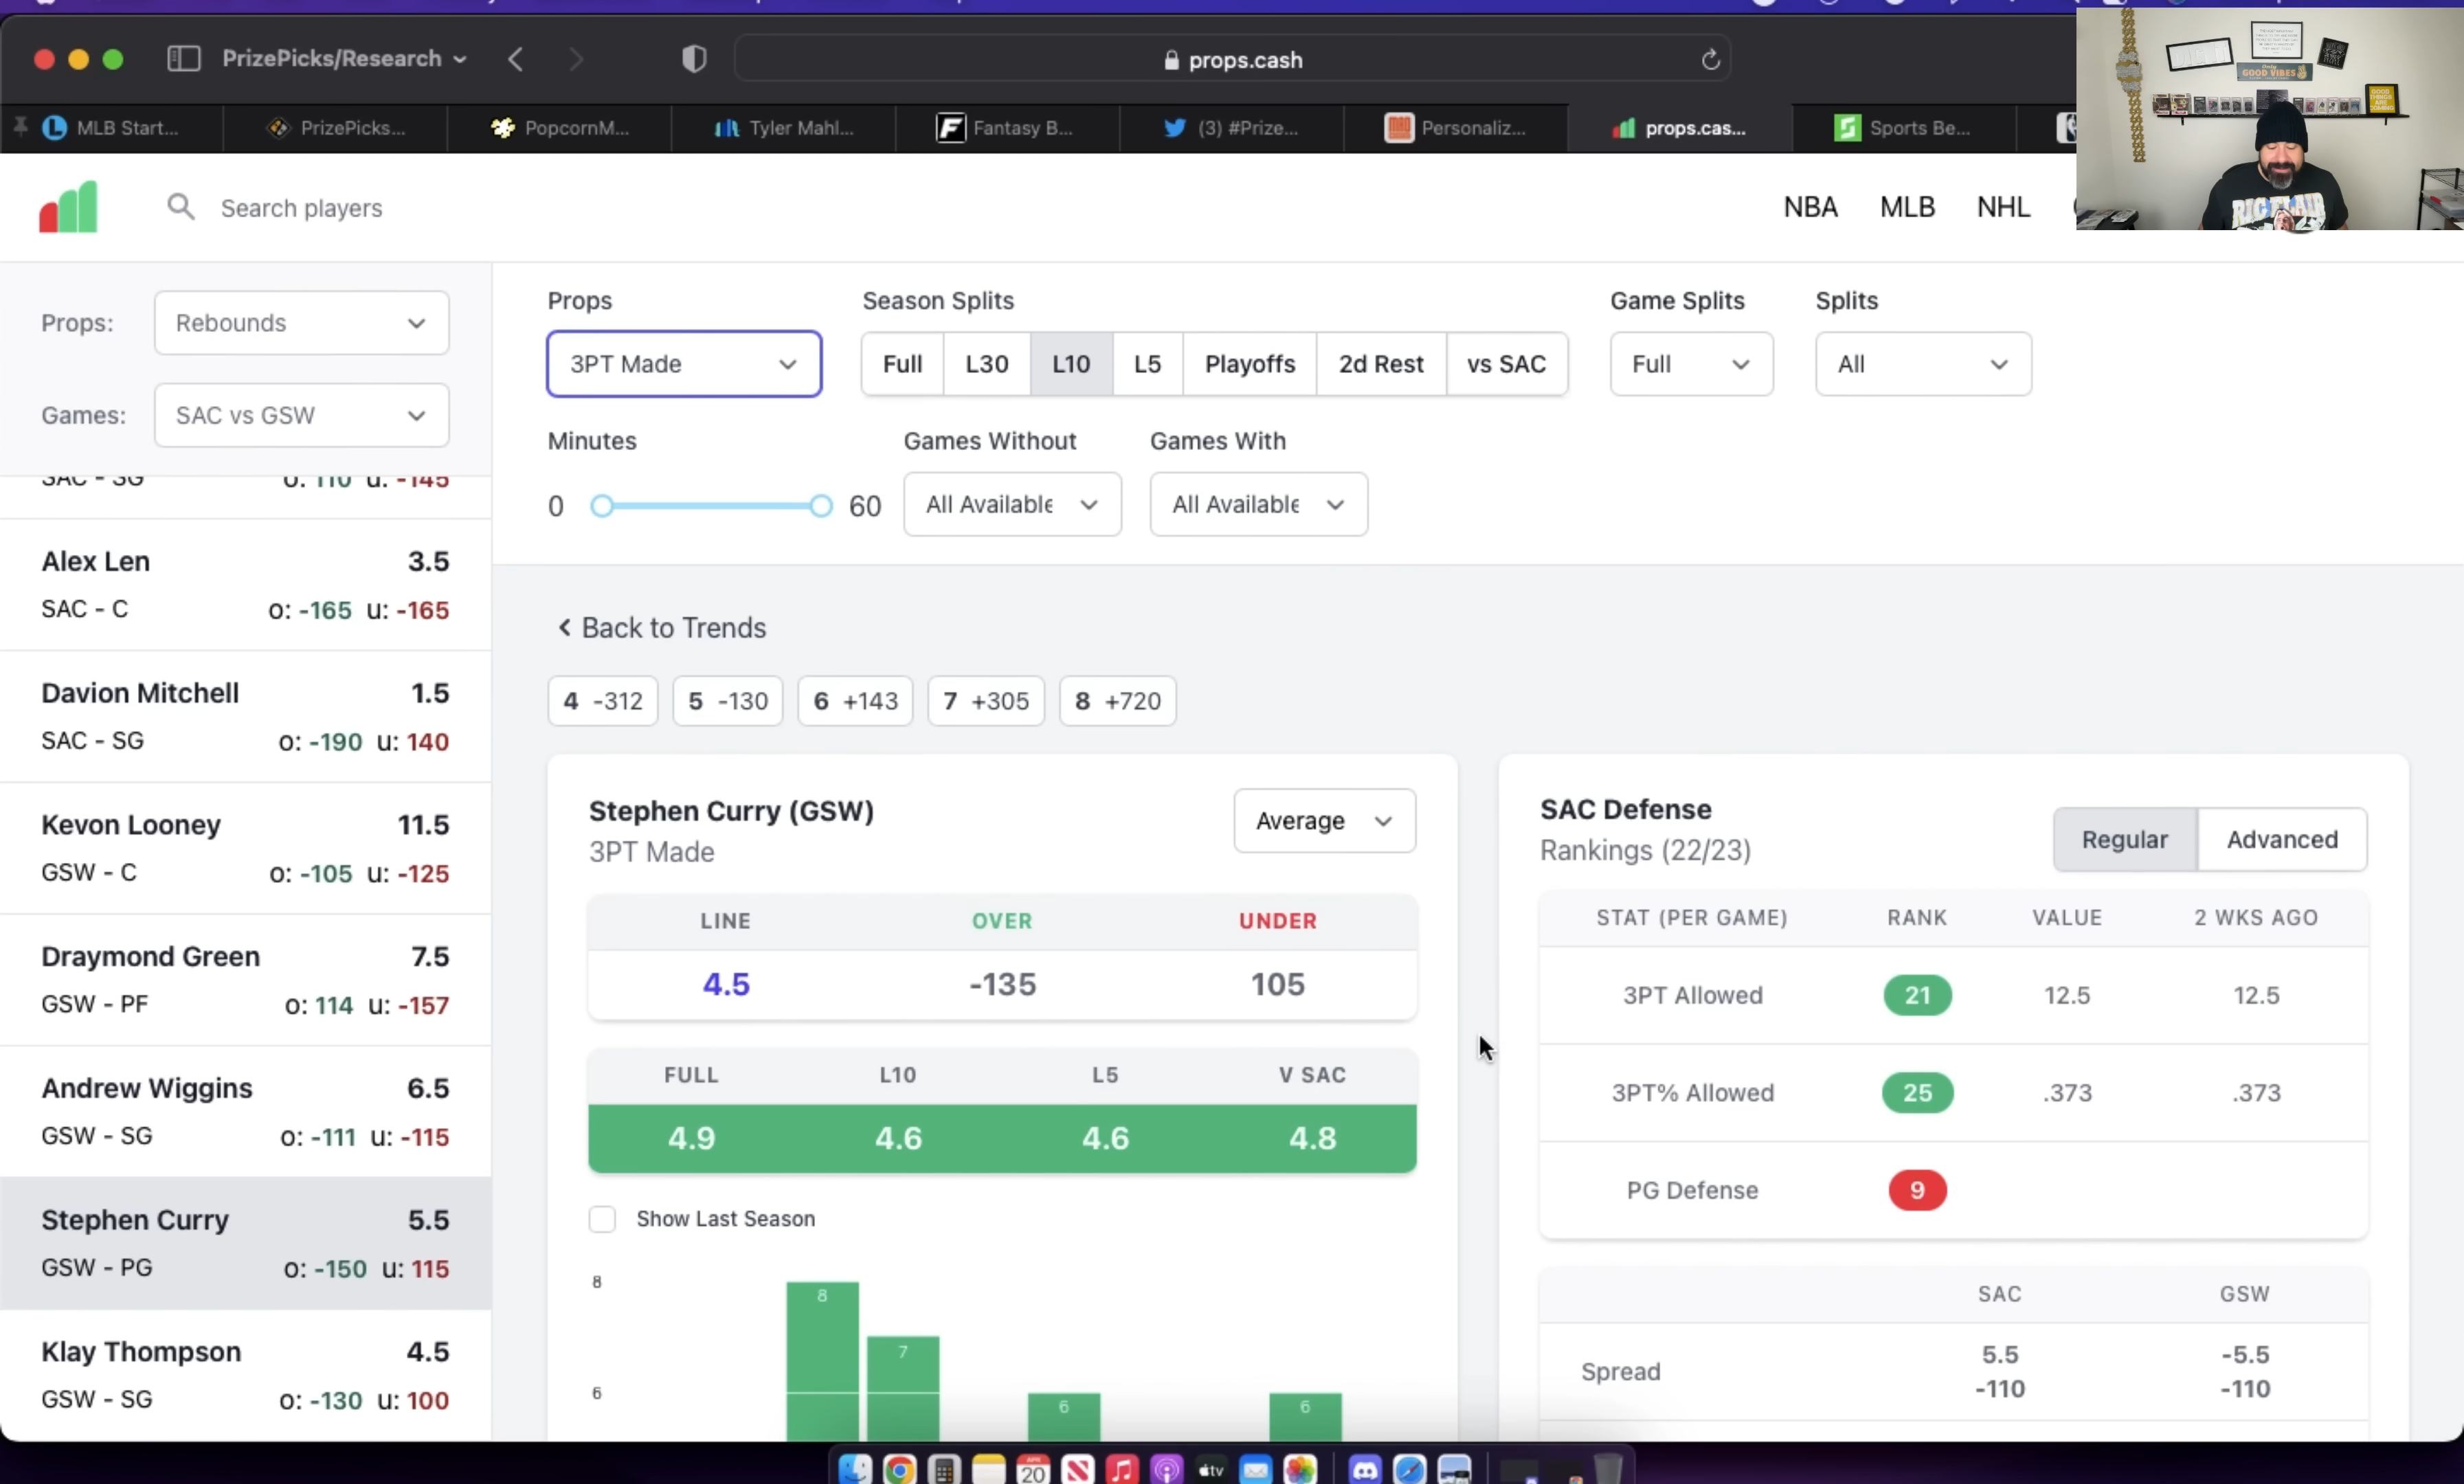 PrizePicks/Research
props.cash
MLB Start...
PrizePicks...
PopcornM...
Tyler Mahl...
Fantasy B...
(3) #Prize...
Personaliz...
props.cas...
Sports Be...
GOOD VIBES
Search players
NBA MLB NHL
Props: Rebounds
Games: SAC vs GSW
SAC - SG o: 110 u: -145
Alex Len 3.5
SAC - C o: -165 u: -165
Davion Mitchell 1.5
SAC - SG o: -190 u: 140
Kevon Looney 11.5
GSW - C o: -105 u: -125
Draymond Green 7.5
GSW - PF o: 114 u: -157
Andrew Wiggins 6.5
GSW - SG o: -111 u: -115
Stephen Curry 5.5
GSW - PG o: -150 u: 115
Klay Thompson 4.5
GSW - SG o: -130 u: 100
Props Season Splits Game Splits Splits
3PT Made Full L30 L10 L5 Playoffs 2d Rest vs SAC Full All
Minutes Games Without Games With
0 60 All Available All Available
Back to Trends
4 -312 5 -130 6 +143 7 +305 8 +720
Stephen Curry (GSW)
3PT Made
Average
LINE OVER UNDER
4.5 -135 105
FULL L10 L5 V SAC
4.9 4.6 4.6 4.8
Show Last Season
8
8
7
6
6
6
SAC Defense
Rankings (22/23)
Regular Advanced
STAT (PER GAME) RANK VALUE 2 WKS AGO
3PT Allowed 21 12.5 12.5
3PT% Allowed 25 .373 .373
PG Defense 9
SAC GSW
Spread 5.5 -5.5
-110 -110
20
tv